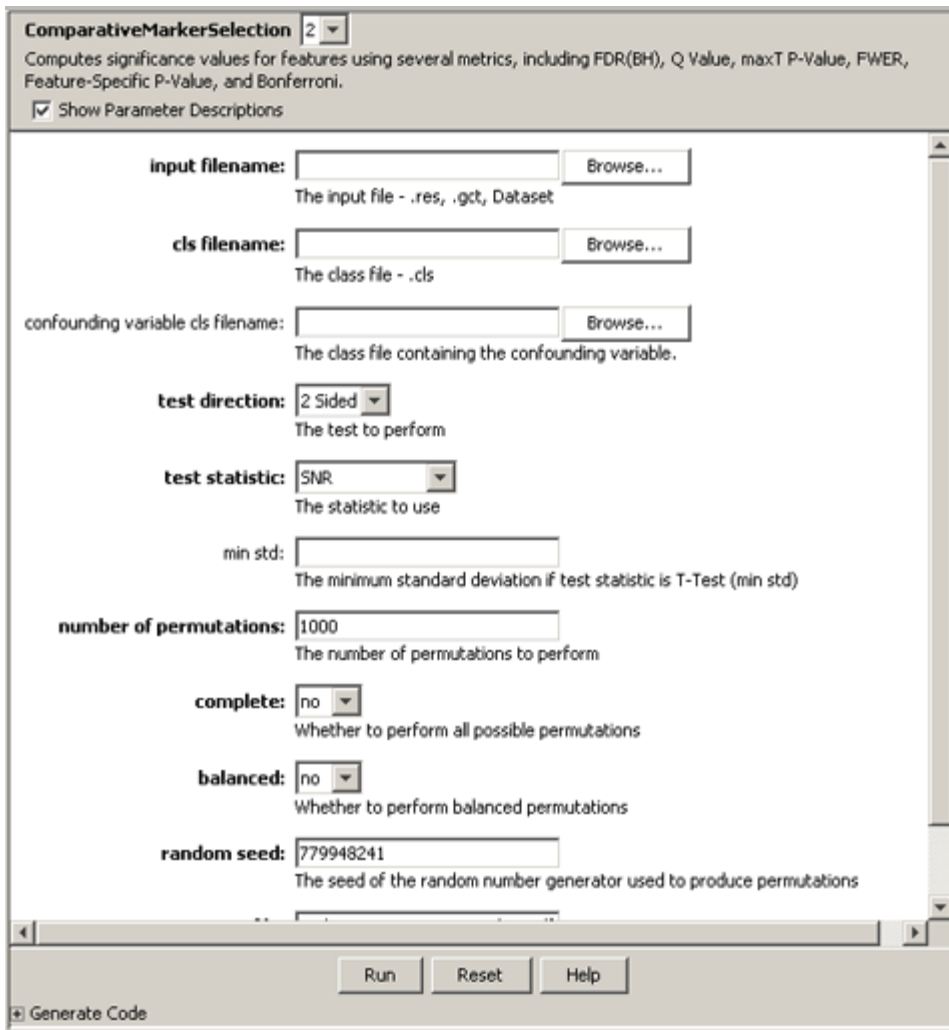 ComparativeMarkerSelection 2
Computes significance values for features using several metrics, including FDR(BH), Q Value, maxT P-Value, FWER,
Feature-Specific P-Value, and Bonferroni.
Show Parameter Descriptions
input filename: Browse...
The input file - .res, .gct, Dataset
cls filename: Browse...
The class file - .cls
confounding variable cls filename: Browse...
The class file containing the confounding variable.
test direction: 2 Sided
The test to perform
test statistic: SNR
The statistic to use
min std:
The minimum standard deviation if test statistic is T-Test (min std)
number of permutations: 1000
The number of permutations to perform
complete: no
Whether to perform all possible permutations
balanced: no
Whether to perform balanced permutations
random seed: 779948241
The seed of the random number generator used to produce permutations
Run Reset Help
Generate Code